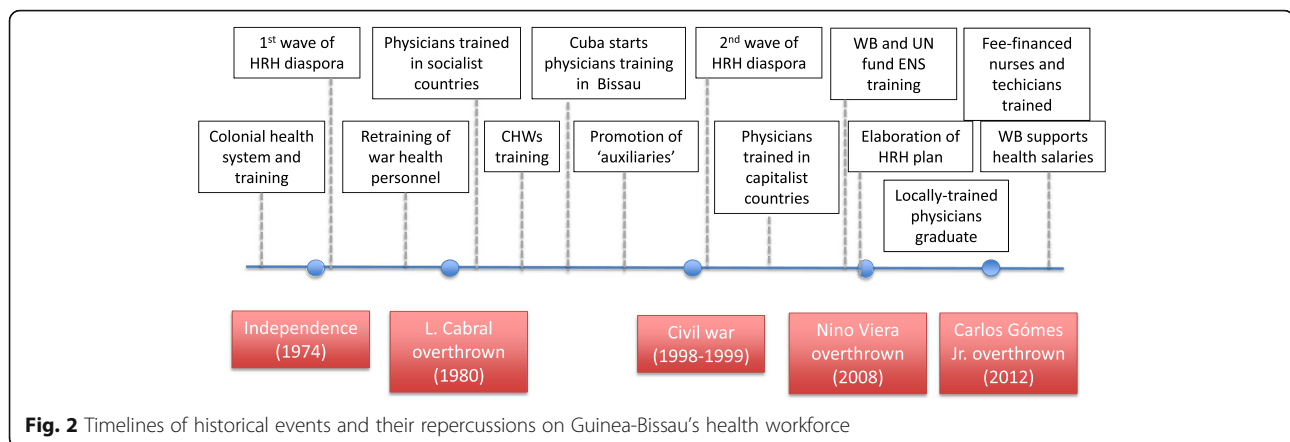 1st wave of
HRH diaspora
Physicians trained
in socialist
countries
Cuba starts
physicians training
in Bissau
2nd wave of
HRH diaspora
WB and UN
fund ENS
training
Fee-financed
nurses and
techicians
trained
Colonial health
system and
training
Retraining of
war health
personnel
CHWs
training
Promotion of
‘auxiliaries’
Physicians
trained in
capitalist
countries
Elaboration of
HRH plan
WB supports
health salaries
Locally-trained
physicians
graduate
Independence
(1974)
L. Cabral
overthrown
(1980)
Civil war
(1998-1999)
Nino Viera
overthrown
(2008)
Carlos Gómes
Jr. overthrown
(2012)
Fig. 2 Timelines of historical events and their repercussions on Guinea-Bissau’s health workforce